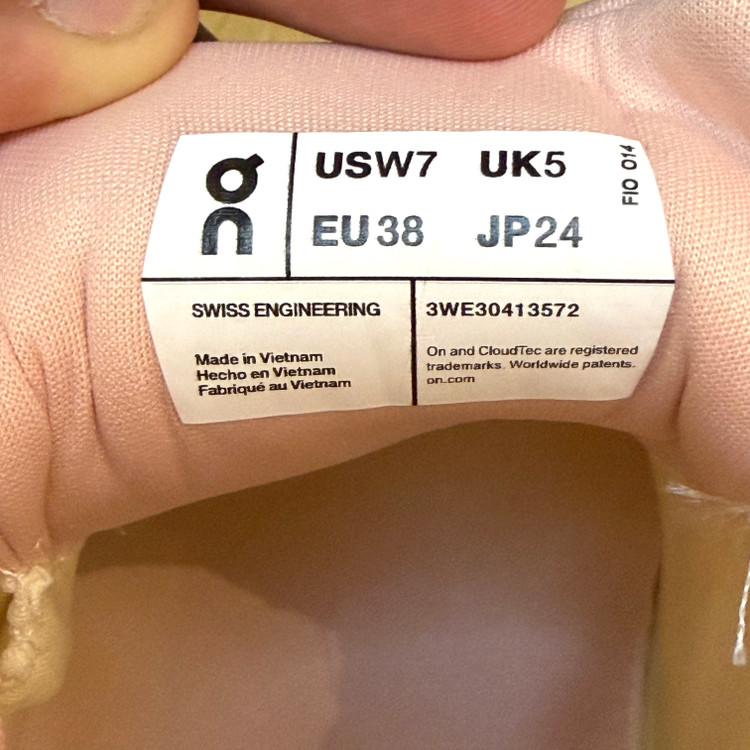 on
USW7 UK5
EU38 JP24
FIO 014
SWISS ENGINEERING
Made in Vietnam
Hecho en Vietnam
Fabriqué au Vietnam
3WE30413572
On and CloudTec are registered
trademarks. Worldwide patents.
on.com